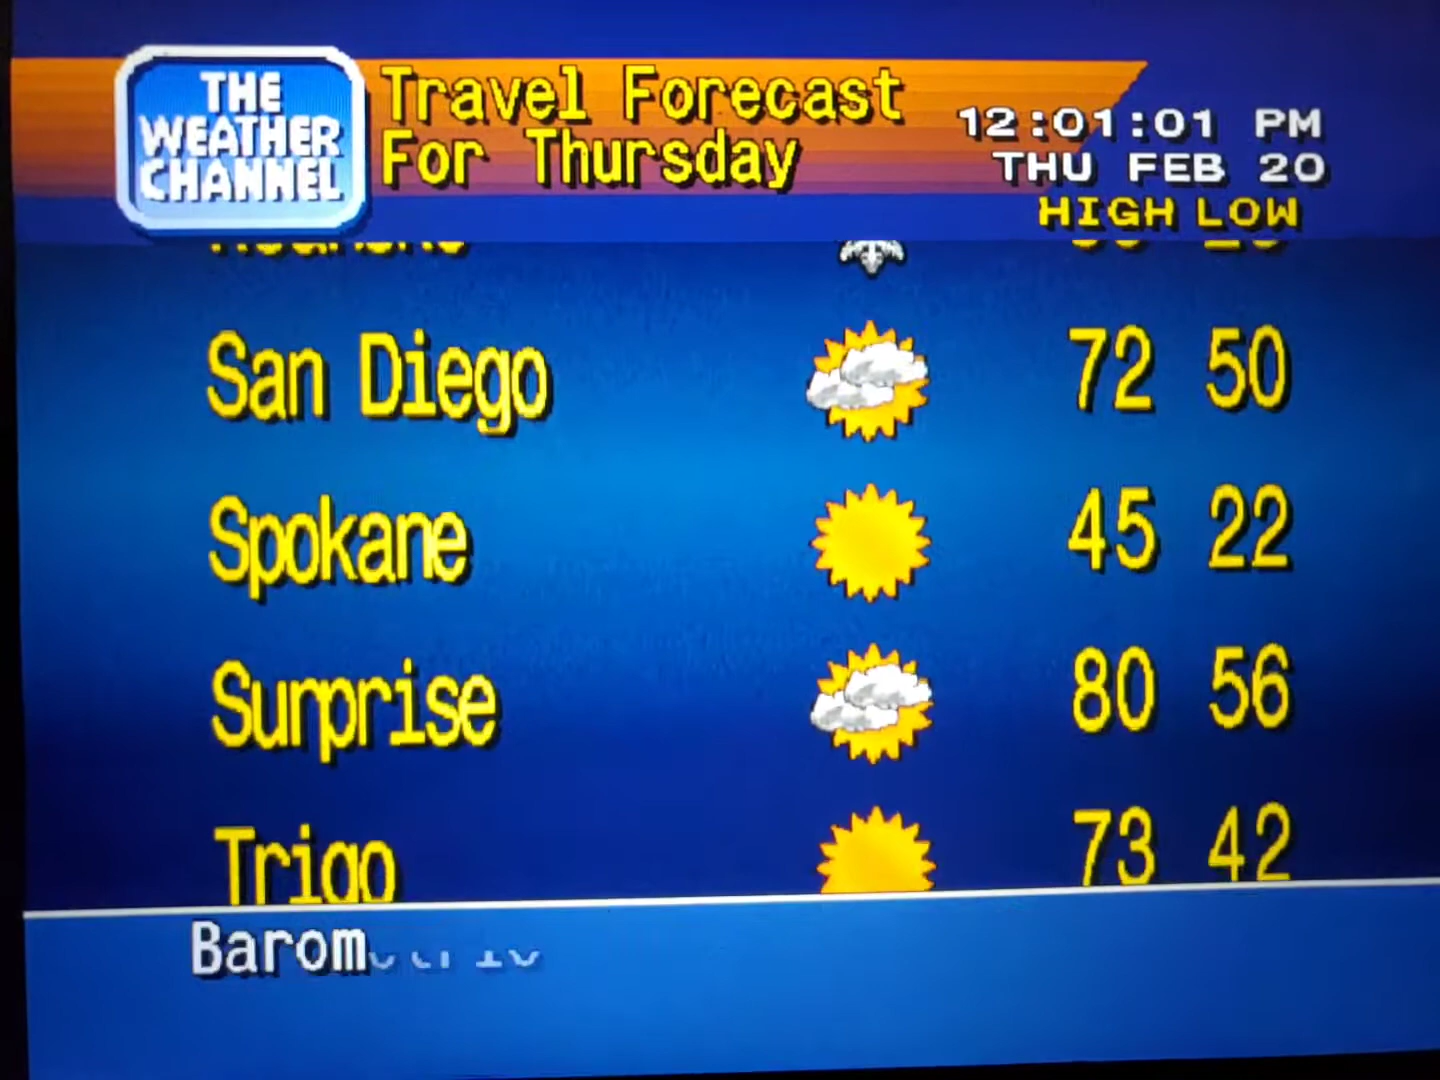 THE
WEATHER
CHANNEL
Travel Forecast
For Thursday
12:01:01 PM
THU FEB 20
HIGH LOW
San Diego 72 50
Spokane 45 22
Surprise 80 56
Trigo 73 42
Barom